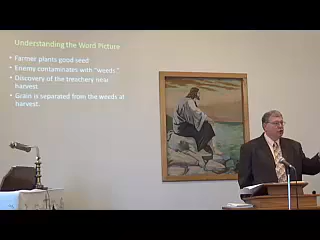 Understanding the Word Picture
• Farmer plants good seed
• Enemy contaminates with "weeds".
• Discovery of the treachery near
harvest
• Grain is separated from the weeds at
harvest.